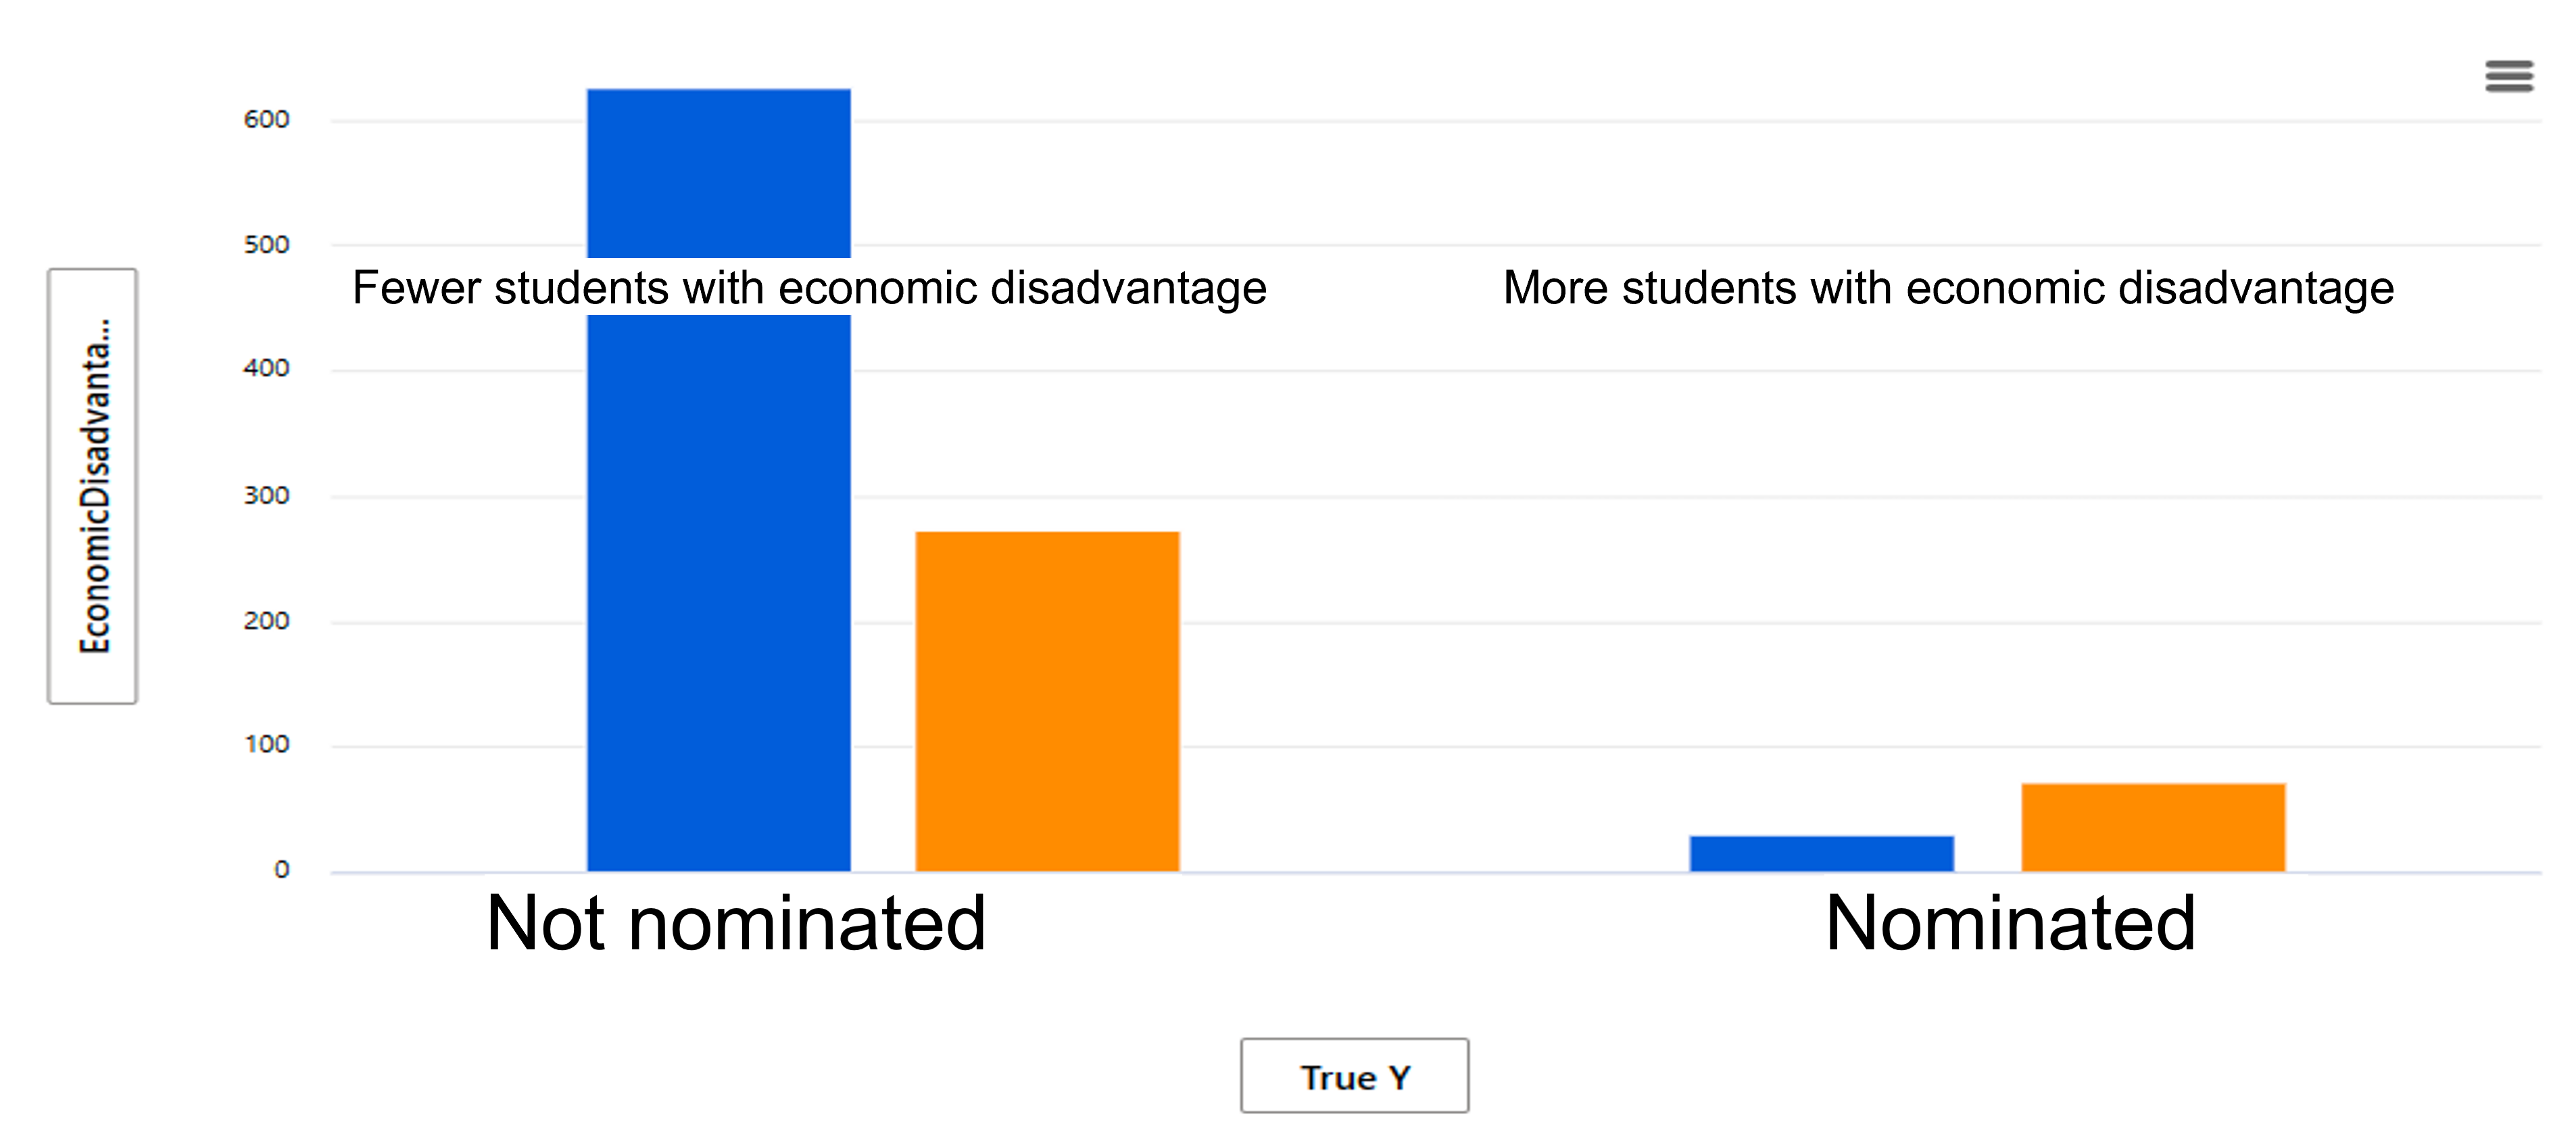 600
500
Fewer students with economic disadvantage
More students with economic disadvantage
400
300
200
100
0
EconomicDisadvanta...
Not nominated
Nominated
True Y